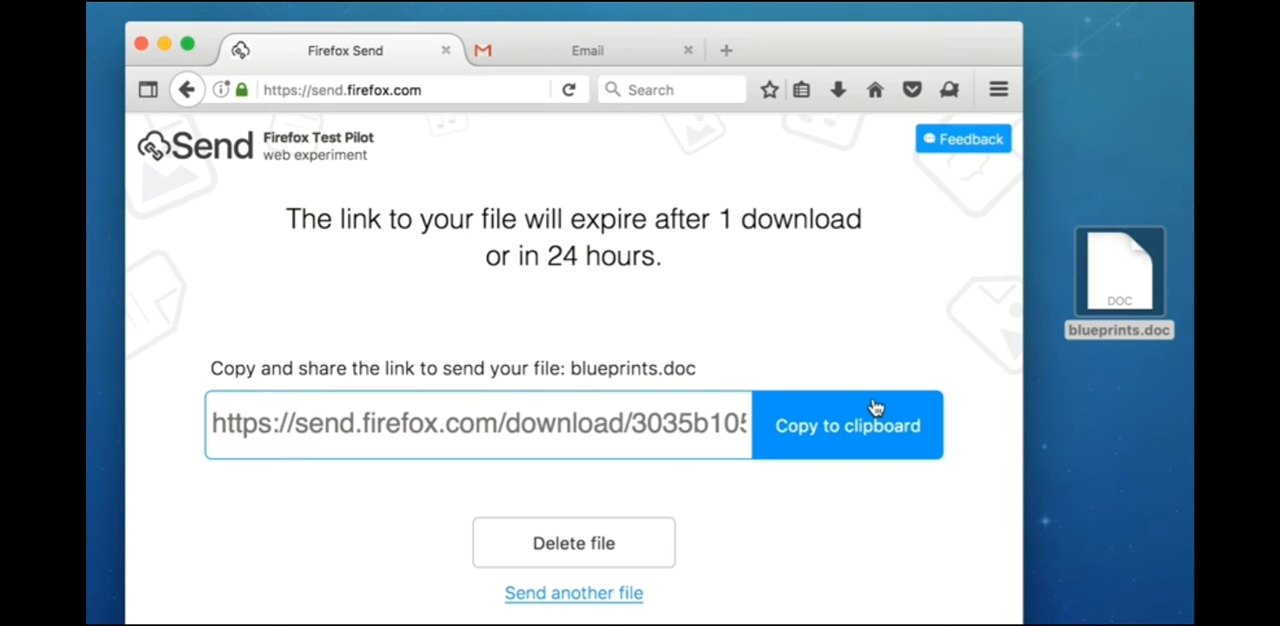 Firefox Send
Email
https://send.firefox.com
Search
Send
Firefox Test Pilot
web experiment
Feedback
The link to your file will expire after 1 download
or in 24 hours.
DOC
blueprints.doc
Copy and share the link to send your file: blueprints.doc
https://send.firefox.com/download/3035b105
Copy to clipboard
Delete file
Send another file